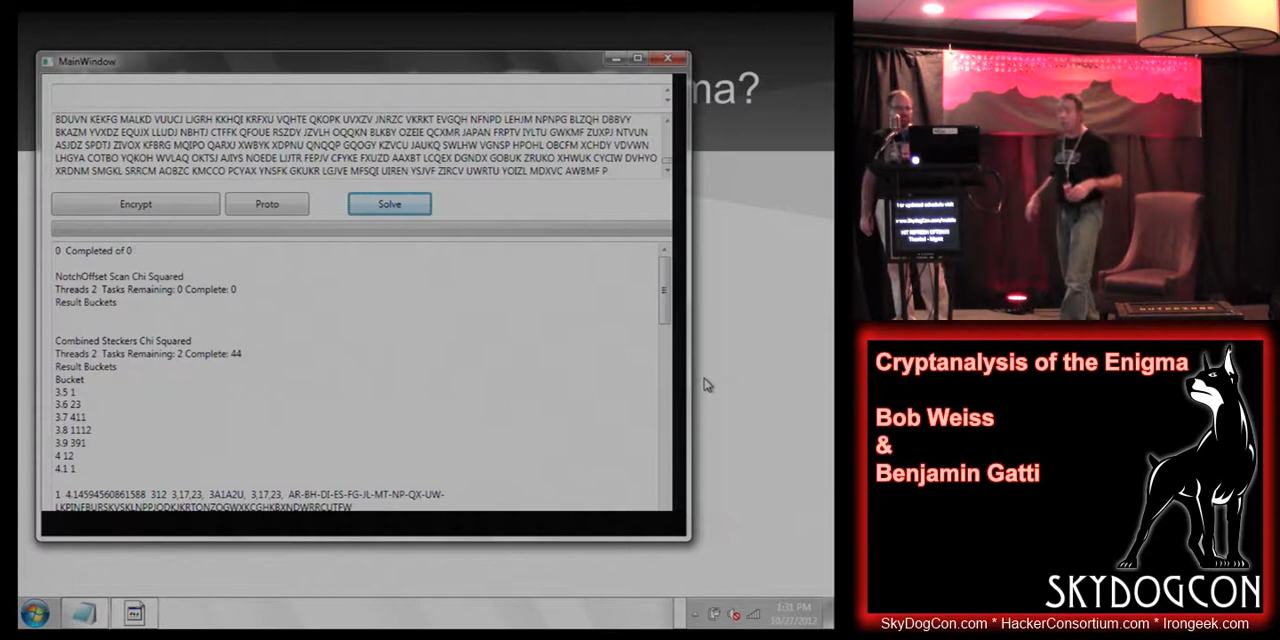 MainWindow
ma?
BDUVN KEKFG MALKD VUUCJ LIGRH KKHQI KRFXU VQHTE QKOPK UVXZV JNRZC VKRKT EVGQH NFNPD LEHJM NPNPG BLZQH DBBVY
BKAZM YVXDZ EQUJX LLUDJ NBHTJ CTFFK QFOUE RSZDY JZVLH OQQKN BLKBY OZEIE QCXMR JAPAN FRPTV IYLTU GWKMF ZUXPJ NTVUN
ASJDZ SPDTJ ZIVOX KFBRG MQIPO QARXJ XWBYK XDPNU QNQQP GQOGY KZVCU JAUKQ SWLHW VGNSP HPOHL OBCFM XCHDY VDVWN
LHGYA COTBO YQKOH WVLAQ OKTSJ AJIYS NOEDE LJJTR FEPJV CFYKE FXUZD AAXBT LCQEX DGNDX GOBUK ZRUKO XHWUK CYCIW DVHYO
XRDNM SMGKL SRRCM AOBZC KMCCO PCYAX YNSFK GKUKR LGJVE MFSQI UIREN YSJVF ZIRCV UWRTU YOIZL MDXVC AWBMF P
Encrypt
Proto
Solve
0 Completed of 0
NotchOffset Scan Chi Squared
Threads 2 Tasks Remaining: 0 Complete: 0
Result Buckets
Combined Steckers Chi Squared
Threads 2 Tasks Remaining: 2 Complete: 44
Result Buckets
Bucket
3.5 1
3.6 23
3.7 411
3.8 1112
3.9 391
4 12
4.1 1
1 4.14594560861588 312 3,17,23, 3A1A2U, 3,17,23, AR-BH-DI-ES-FG-JL-MT-NP-QX-UW-
LKPINFBURSKVSKLNPPJODKJKRTONZOGWXKCGHKBXNDWRRCUTFW
1:31 PM
10/27/2012
Cryptanalysis of the Enigma
Bob Weiss
&
Benjamin Gatti
SKYDOGCON
SkyDogCon.com * HackerConsortium.com * Irongeek.com